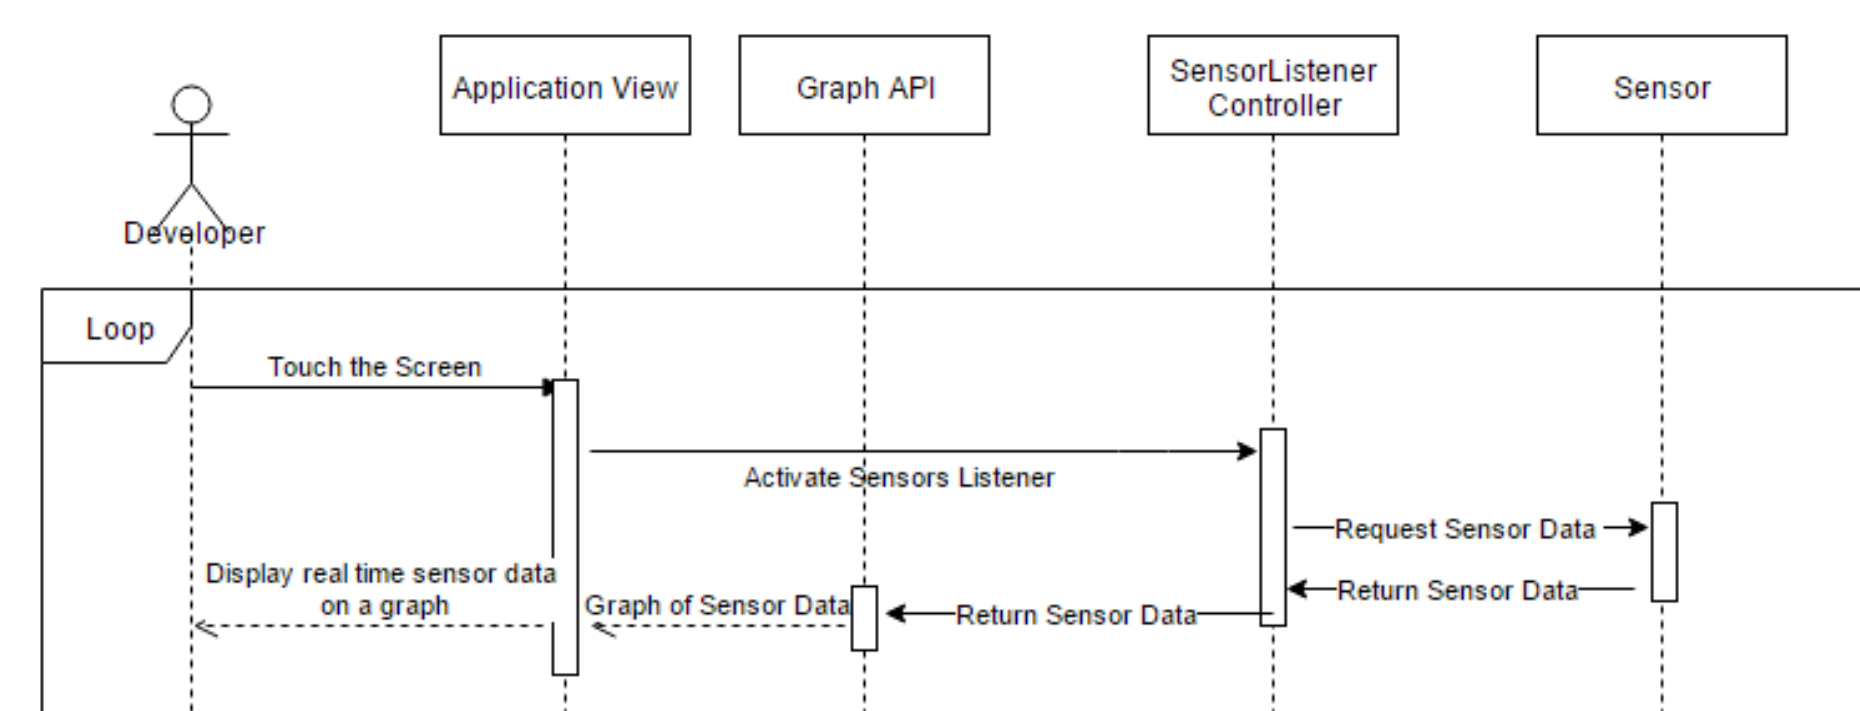 Application View
Graph API
SensorListener
Controller
Sensor
Developer
Loop
Touch the Screen
Activate Sensors Listener
Request Sensor Data
Display real time sensor data
on a graph
Graph of Sensor Data
Return Sensor Data
Return Sensor Data